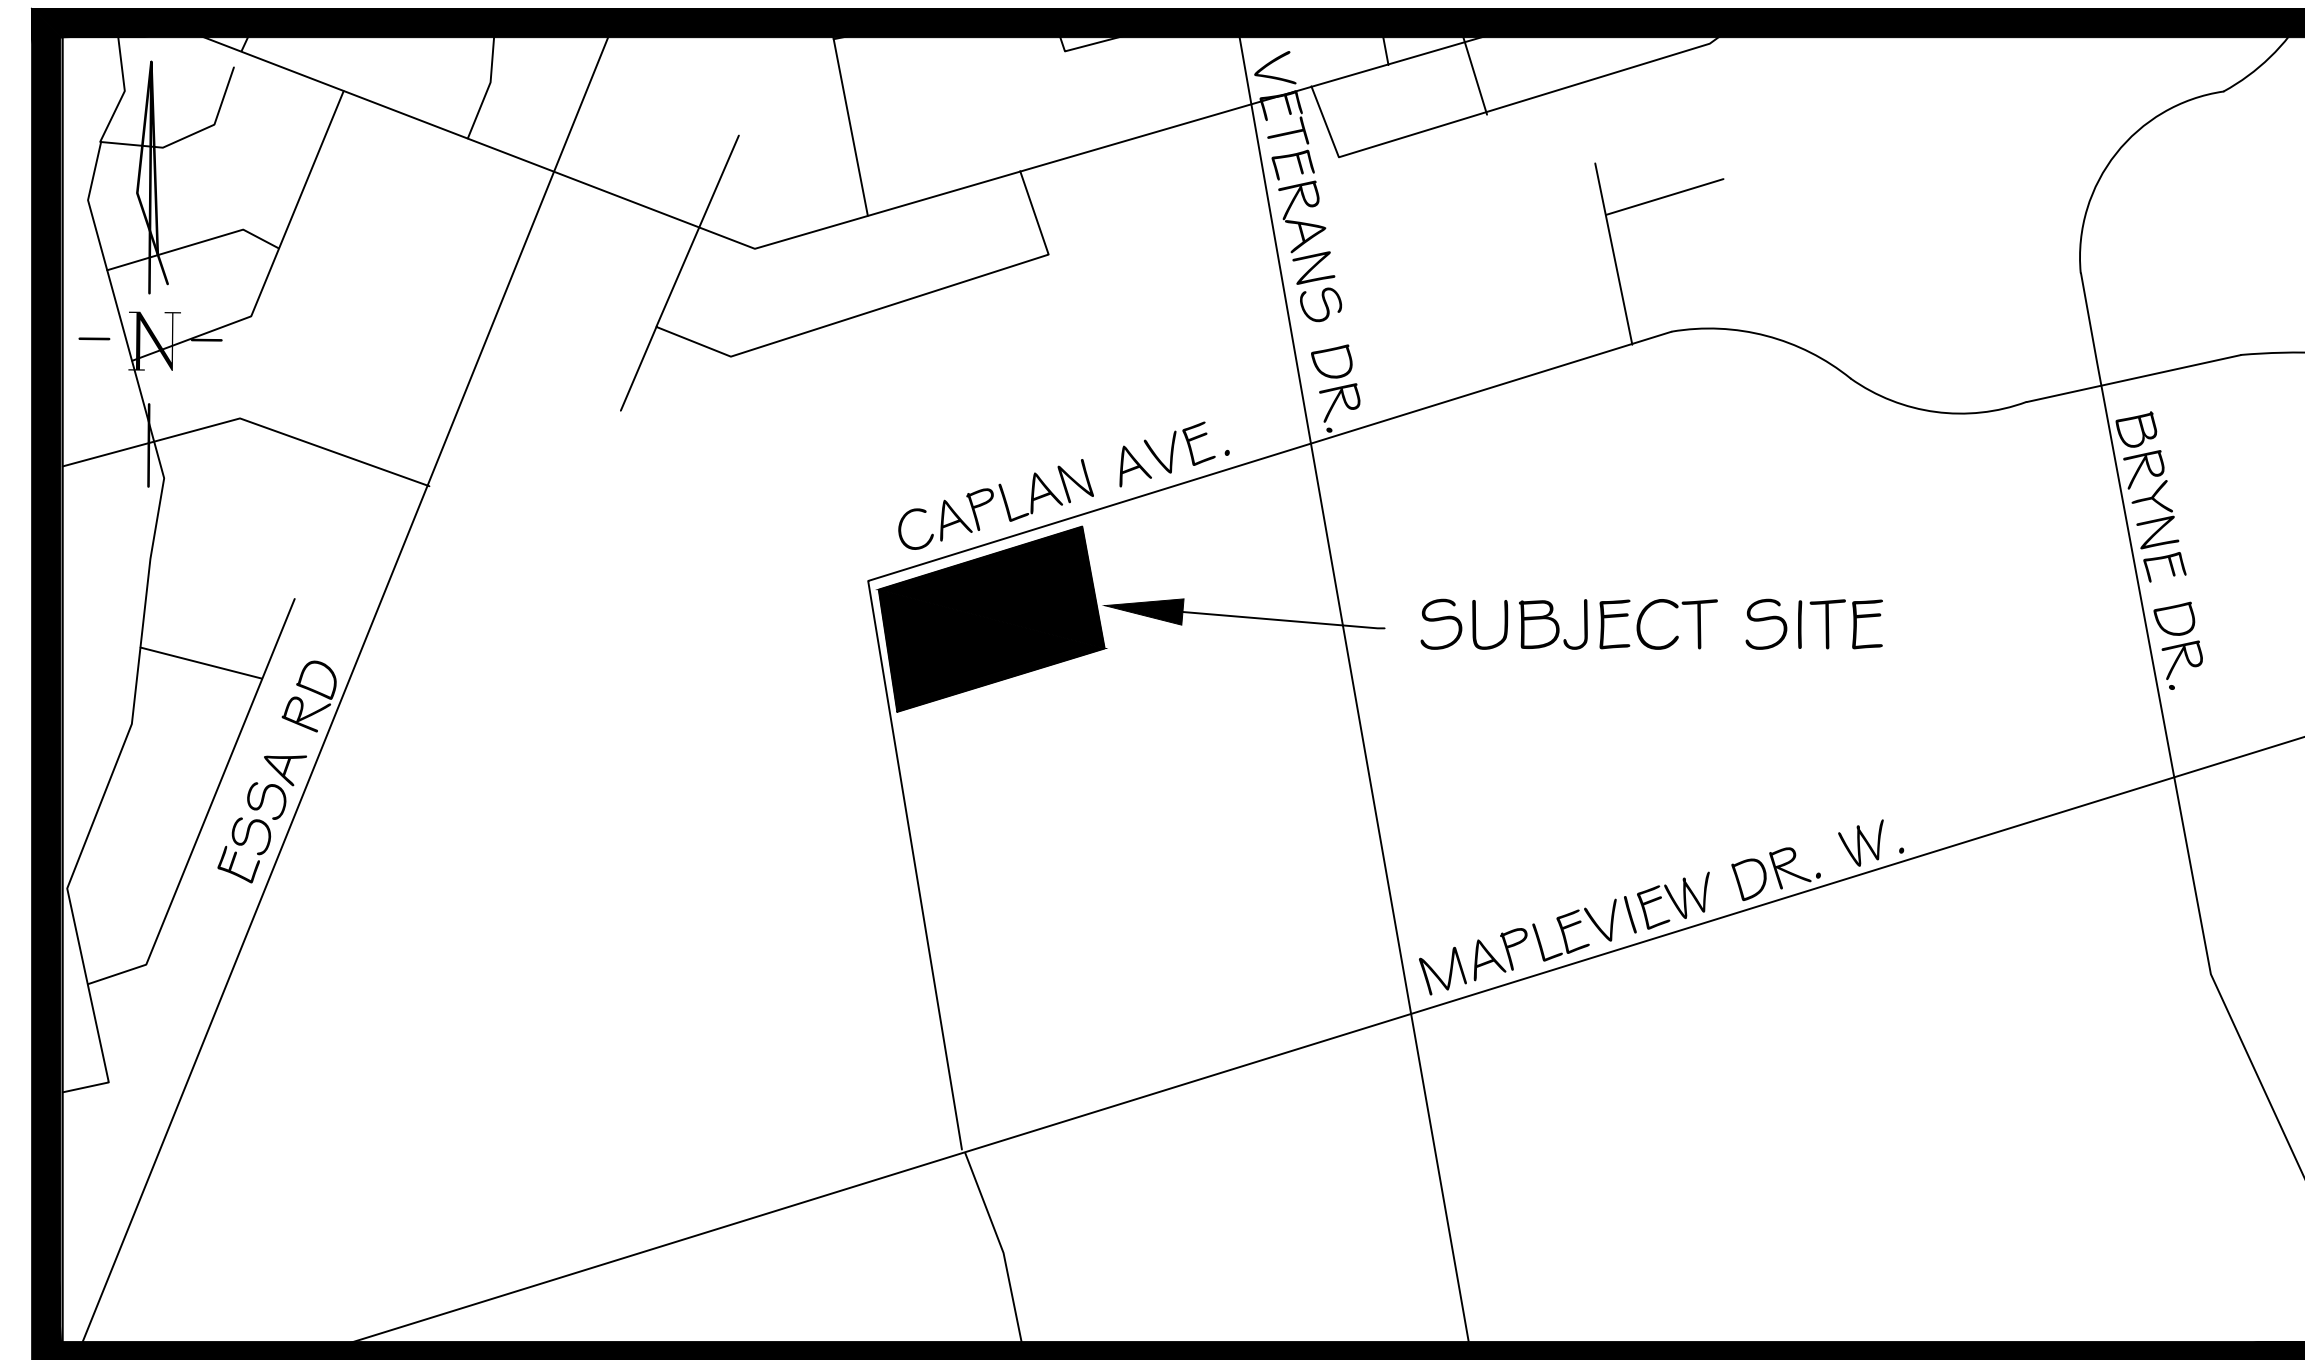 VETERANS DR.
N
CAPLAN AVE.
BRYNE DR.
SUBJECT SITE
ESSA RD
MAPLEVIEW DR. W.